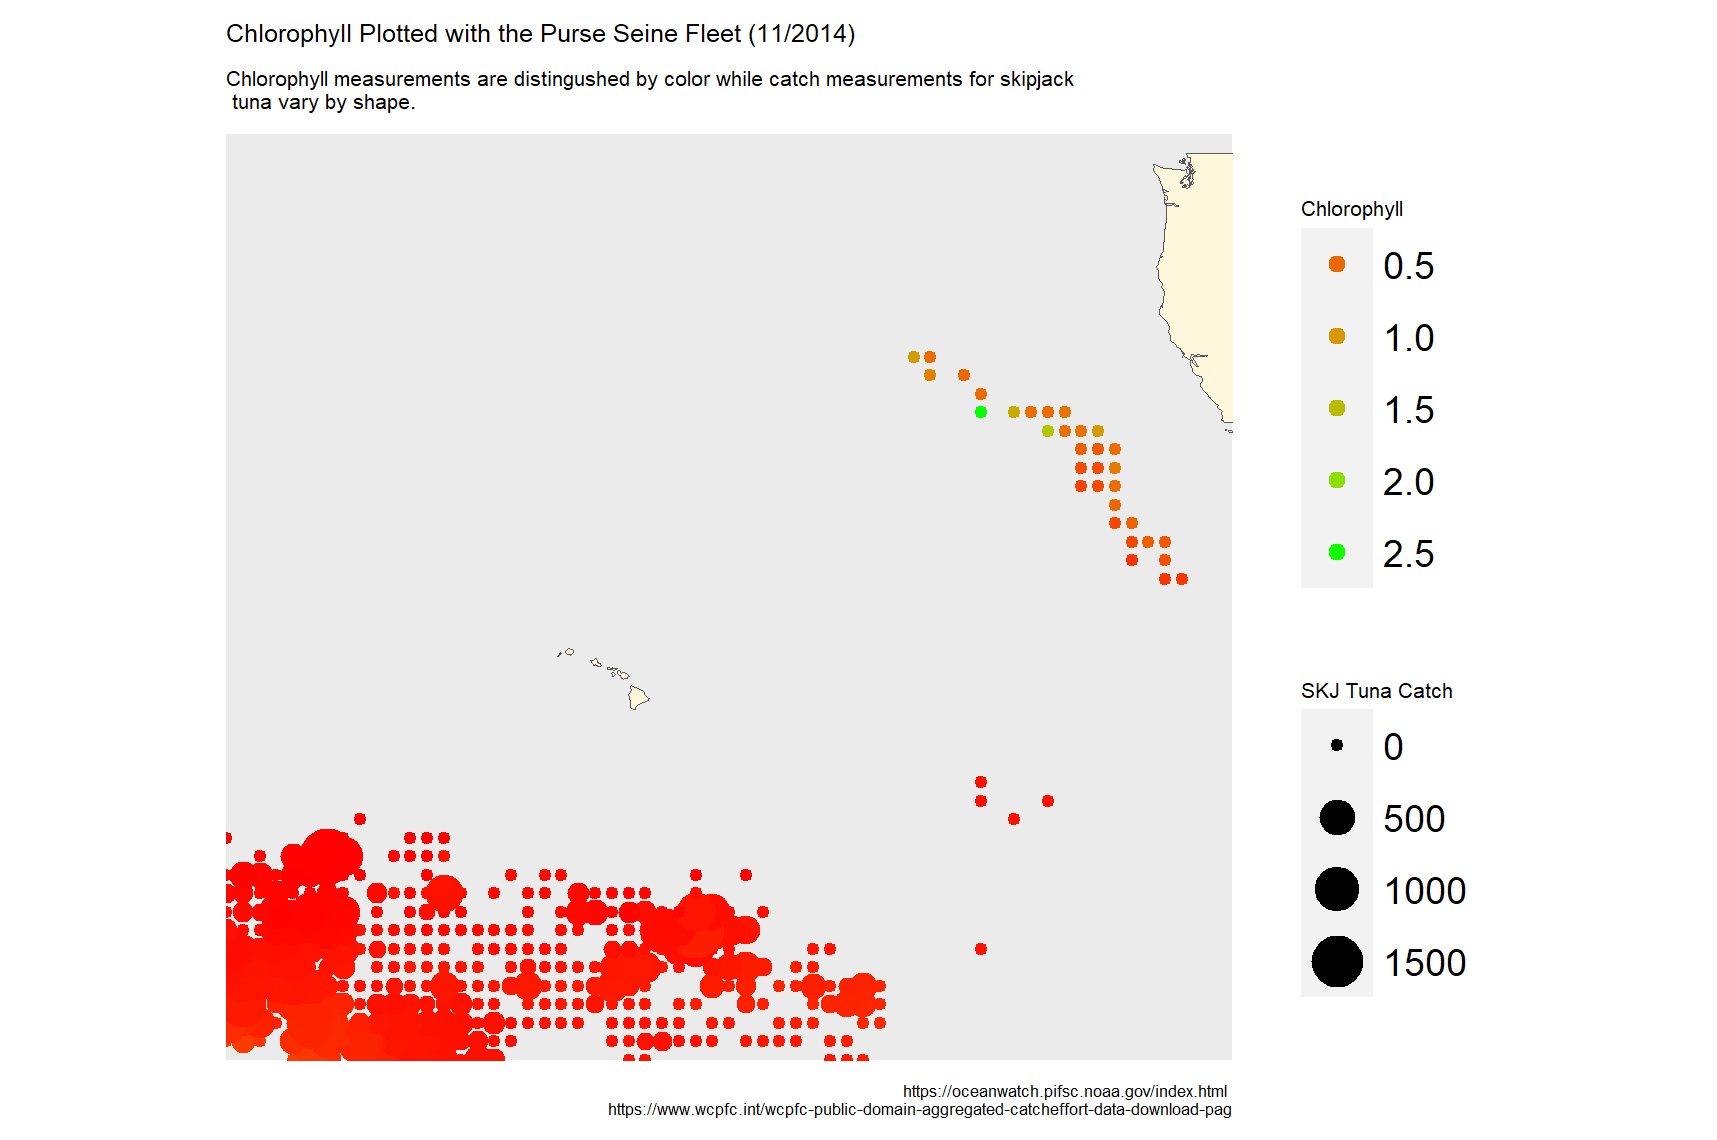 Chlorophyll Plotted with the Purse Seine Fleet (11/2014)
Chlorophyll measurements are distingushed by color while catch measurements for skipjack
tuna vary by shape.
Chlorophyll
0.5
1.0
1.5
2.0
2.5
SKJ Tuna Catch
0
500
1000
1500
https://oceanwatch.pifsc.noaa.gov/index.html
https://www.wcpfc.int/wcpfc-public-domain-aggregated-catcheffort-data-download-pag